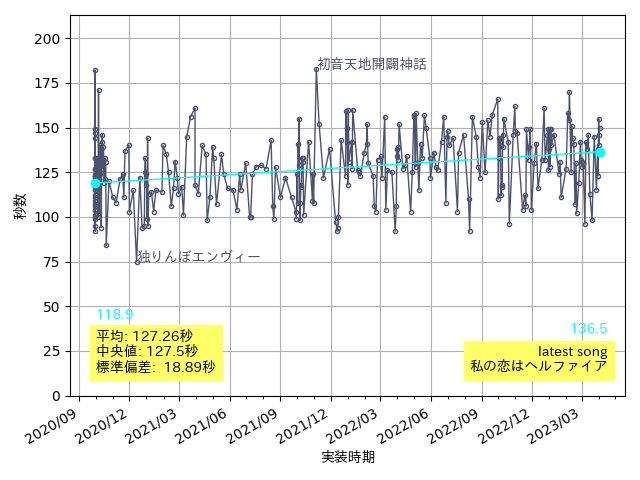 200
175
150
125
100
75
50
25
0
秒数
初音天地開闢神話
独りんぼエンヴィー
118.9
136.5
平均: 127.26秒
中央値: 127.5秒
標準偏差: 18.89秒
latest song
私の恋はヘルファイア
2020/09
2020/12
2021/03
2021/06
2021/09
2021/12
2022/03
2022/06
2022/09
2022/12
2023/03
実装時期